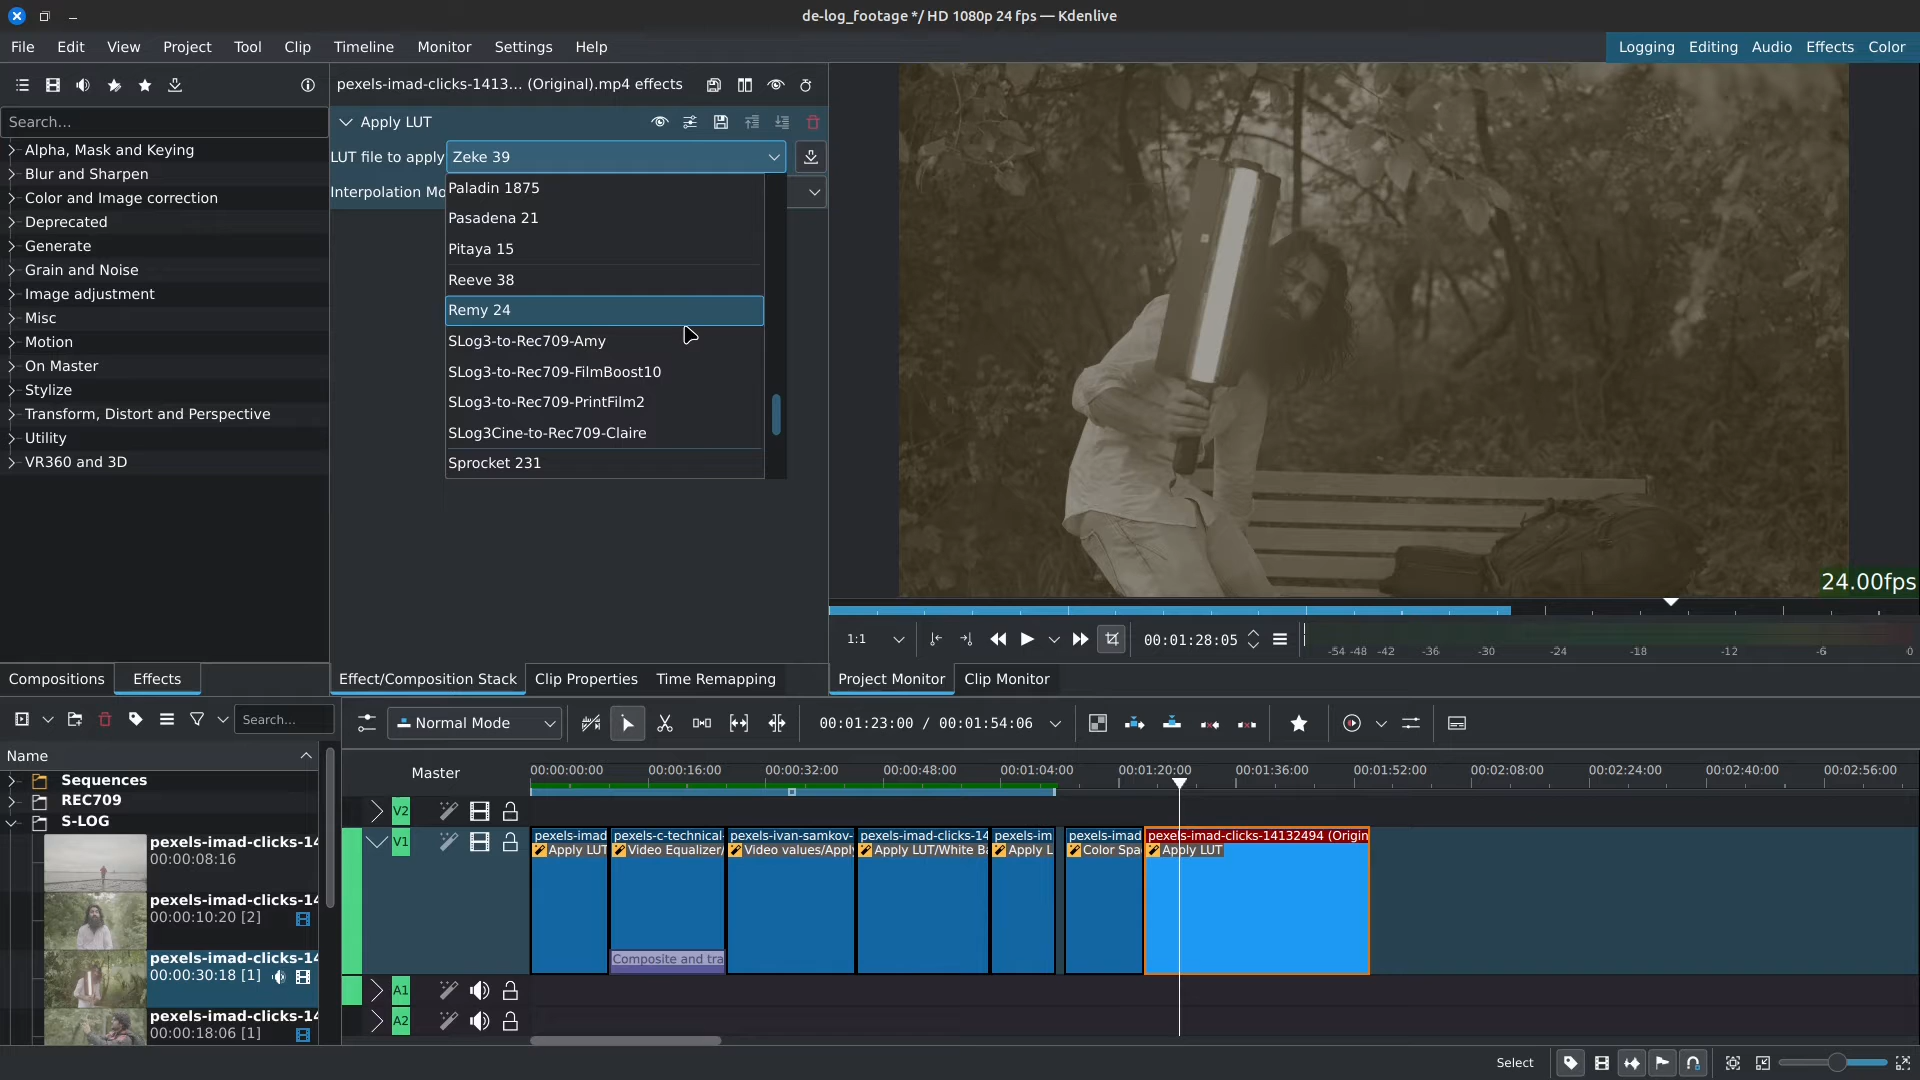 de-log_footage */ HD 1080p 24 fps — Kdenlive
File Edit View Project Tool Clip Timeline Monitor Settings Help
Logging Editing Audio Effects Color
Search...
Alpha, Mask and Keying
Blur and Sharpen
Color and Image correction
Deprecated
Generate
Grain and Noise
Image adjustment
Misc
Motion
On Master
Stylize
Transform, Distort and Perspective
Utility
VR360 and 3D
Compositions Effects
pexels-imad-clicks-1413... (Original).mp4 effects
Apply LUT
LUT file to apply Zeke 39
Interpolation Mo
Paladin 1875
Pasadena 21
Pitaya 15
Reeve 38
Remy 24
SLog3-to-Rec709-Amy
SLog3-to-Rec709-FilmBoost10
SLog3-to-Rec709-PrintFilm2
SLog3Cine-to-Rec709-Claire
Sprocket 231
Effect/Composition Stack Clip Properties Time Remapping
24.00fps
1:1 00:01:28:05
-54 -48 -42 -36 -30 -24 -18 -12 -6 0
Project Monitor Clip Monitor
Search...
Name
Sequences
REC709
S-LOG
pexels-imad-clicks-14
00:00:08:16
pexels-imad-clicks-14
00:00:10:20 [2]
pexels-imad-clicks-14
00:00:30:18 [1]
pexels-imad-clicks-14
00:00:18:06 [1]
Normal Mode 00:01:23:00 / 00:01:54:06
Master
00:00:00:00 00:00:16:00 00:00:32:00 00:00:48:00 00:01:04:00 00:01:20:00 00:01:36:00 00:01:52:00 00:02:08:00 00:02:24:00 00:02:40:00 00:02:56:00
V2
V1
pexels-imad pexels-c-technical- pexels-ivan-samkov- pexels-imad-clicks-14 pexels-im pexels-imad pexels-imad-clicks-14132494 (Origin
Apply LUT Video Equalizer/ Video values/Apply Apply LUT/White Ba Apply L Color Spa Apply LUT
Composite and tra
A1
A2
Select